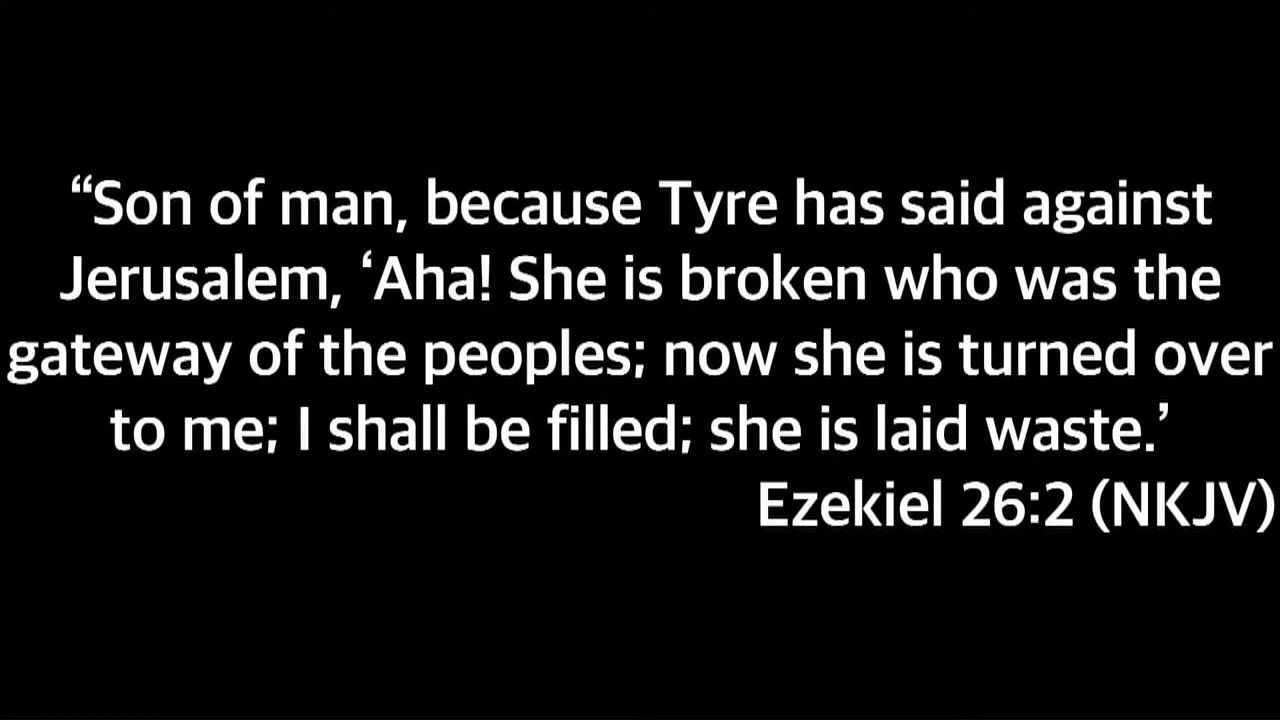 “Son of man, because Tyre has said against
Jerusalem, ‘Aha! She is broken who was the
gateway of the peoples; now she is turned over
to me; I shall be filled; she is laid waste.’
Ezekiel 26:2 (NKJV)